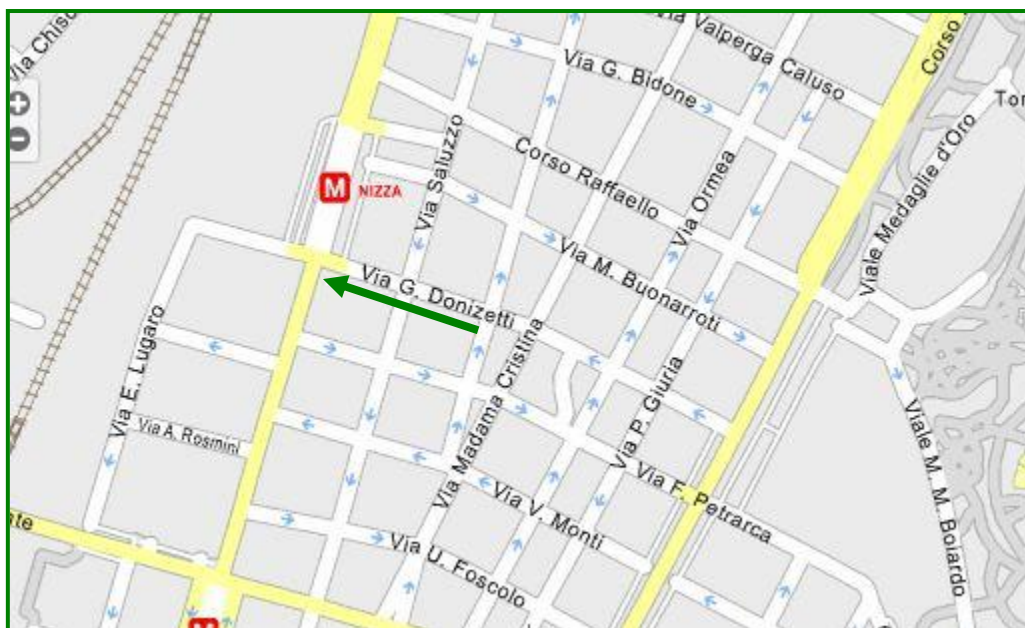 Via Chiso
Via Valperga Caluso
Corso
Via G. Bidone
Tor
Corso Raffaello
Via Saluzzo
Via Ormea
Viale Medaglie d'Oro
M NIZZA
Via M. Buonarroti
Via G. Donizetti
Via E. Lugaro
Via Madama Cristina
Via P. Giuria
Via A. Rosmini
Viale M. M. Boiardo
Via F. Petrarca
Via V. Monti
nte
Via U. Foscolo
M